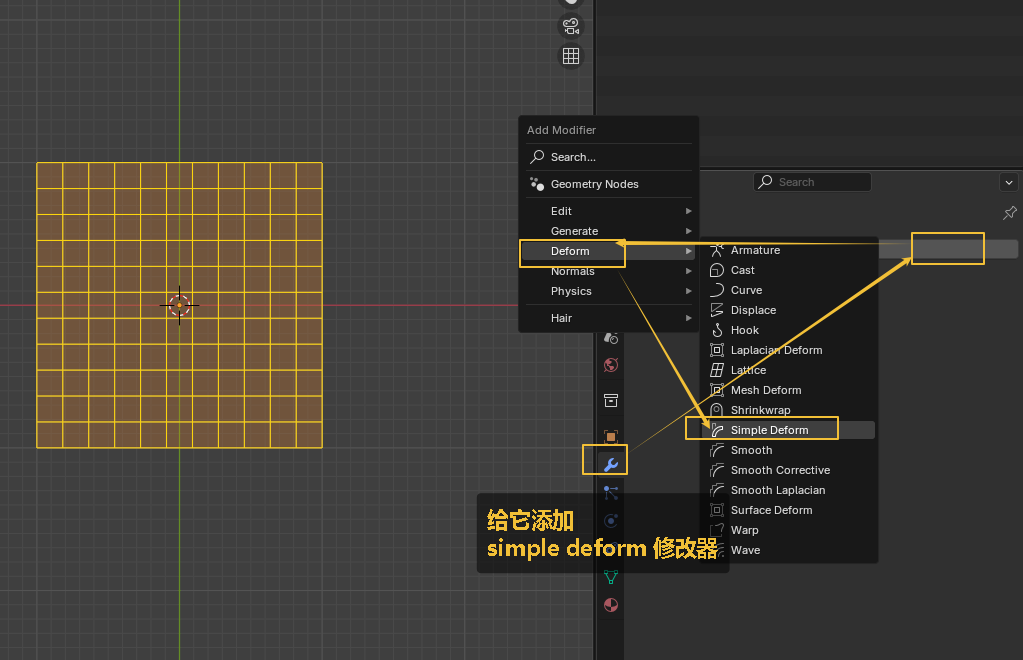 Add Modifier
Search...
Geometry Nodes
Edit
Generate
Deform
Normals
Physics
Hair
Search
Armature
Cast
Curve
Displace
Hook
Laplacian Deform
Lattice
Mesh Deform
Shrinkwrap
Simple Deform
Smooth
Smooth Corrective
Smooth Laplacian
Surface Deform
Warp
Wave
给它添加
simple deform 修改器